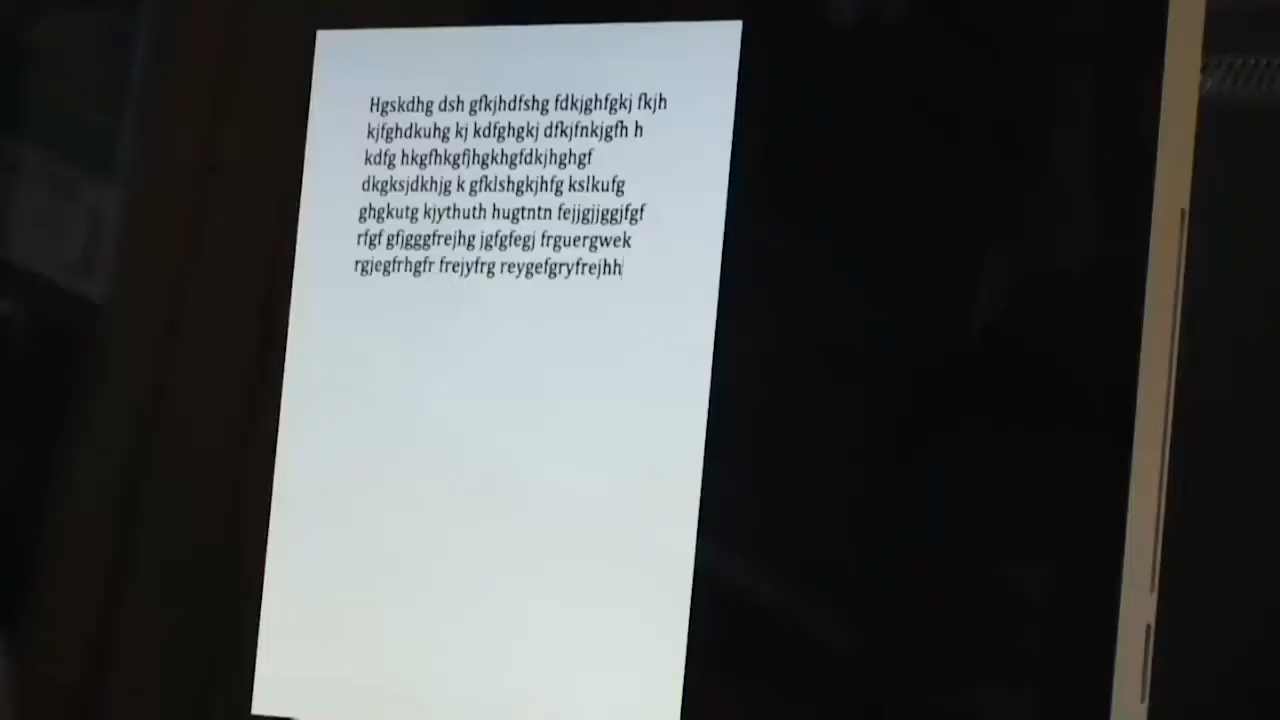 Hgskdhg dsh gfkjhdfshg fdkjghfgkj fkjh
kjfghdkuhg kj kdfghgkj dfkjfnkjgfh h
kdfg hkgfhkgfjhgkhgfdkjhghgf
dkgksjdkhjg k gfklshgkjhfg kslkufg
ghgkutg kjythuth hugtntn fejjgjjggjfgf
rfgf gfjgggfrejhg jgfgfegj frguergwek
rgjegfrhgfr frejyfrg reygefgryfrejhh